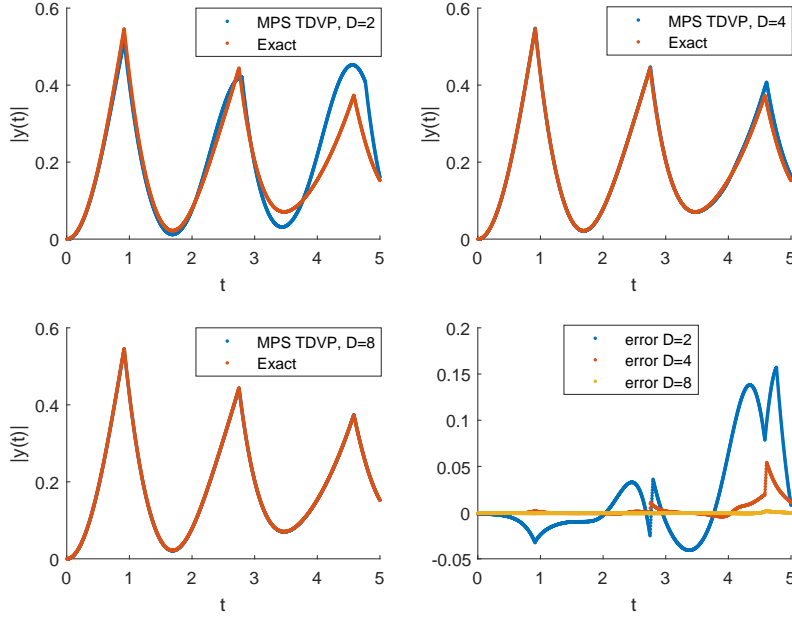 0.6
0.4
0.2
0
|y(t)|
MPS TDVP, D=2
Exact
0 1 2 3 4 5
t
0.6
0.4
0.2
0
|y(t)|
MPS TDVP, D=4
Exact
0 1 2 3 4 5
t
0.6
0.4
0.2
0
|y(t)|
MPS TDVP, D=8
Exact
0 1 2 3 4 5
t
0.2
0.15
0.1
0.05
0
-0.05
error D=2
error D=4
error D=8
0 1 2 3 4 5
t